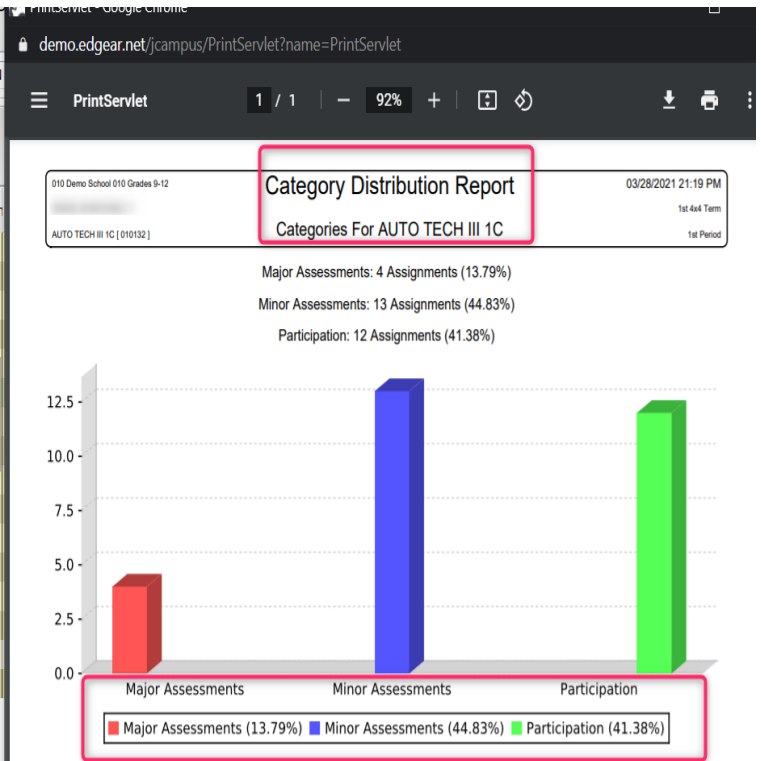 PrintServlet - Google Chrome
demo.edgear.net/jcampus/PrintServlet?name=PrintServlet
PrintServlet 1 / 1 − 92% +
010 Demo School 010 Grades 9-12 Category Distribution Report 03/28/2021 21:19 PM
1st 4x4 Term
AUTO TECH III 1C [ 010132 ] Categories For AUTO TECH III 1C 1st Period
Major Assessments: 4 Assignments (13.79%)
Minor Assessments: 13 Assignments (44.83%)
Participation: 12 Assignments (41.38%)
12.5
10.0
7.5
5.0
2.5
0.0
Major Assessments Minor Assessments Participation
Major Assessments (13.79%) Minor Assessments (44.83%) Participation (41.38%)